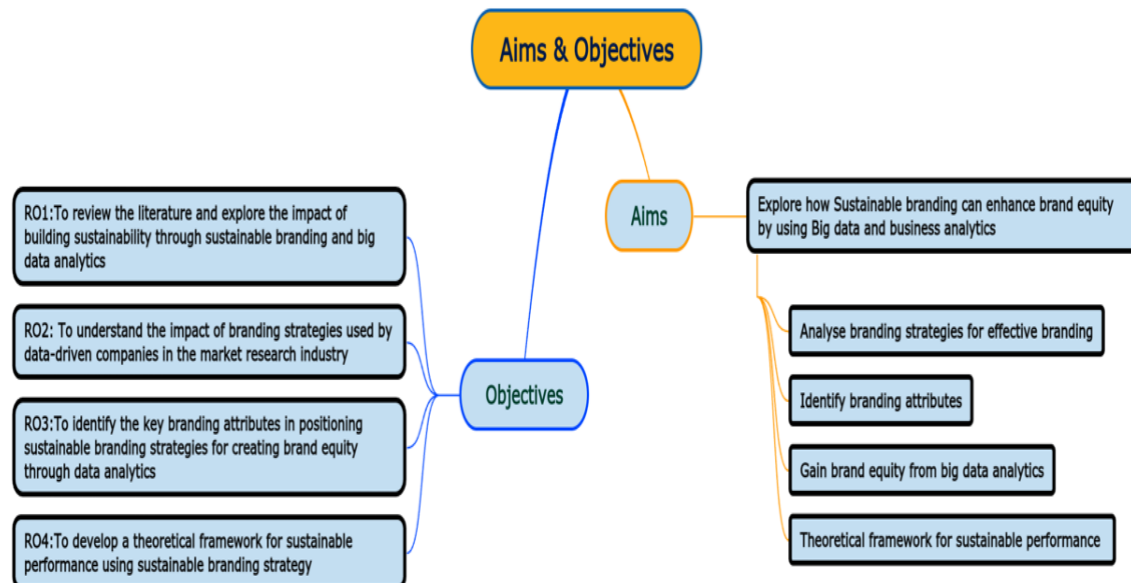 Aims & Objectives
Aims
Explore how Sustainable branding can enhance brand equity
by using Big data and business analytics
Analyse branding strategies for effective branding
Identify branding attributes
Gain brand equity from big data analytics
Theoretical framework for sustainable performance
Objectives
RO1:To review the literature and explore the impact of
building sustainability through sustainable branding and big
data analytics
RO2: To understand the impact of branding strategies used by
data-driven companies in the market research industry
RO3:To identify the key branding attributes in positioning
sustainable branding strategies for creating brand equity
through data analytics
RO4:To develop a theoretical framework for sustainable
performance using sustainable branding strategy